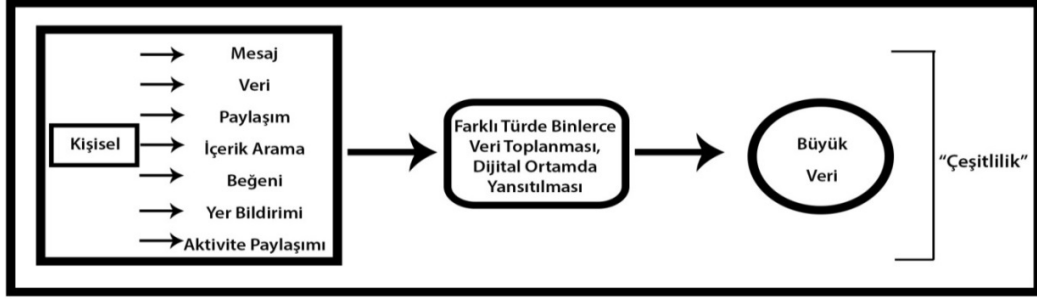 Kişisel
Mesaj
Veri
Paylaşım
İçerik Arama
Beğeni
Yer Bildirimi
Aktivite Paylaşımı
Farklı Türde Binlerce
Veri Toplanması,
Dijital Ortamda
Yansıtılması
Büyük
Veri
“Çeşitlilik”